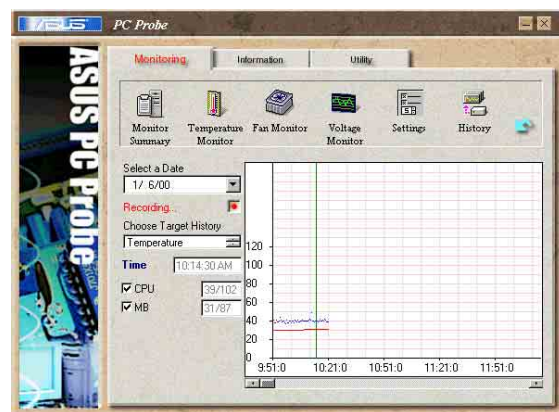 ASUS PC Probe
Monitoring Information Utility
Monitor Summary
Temperature Monitor
Fan Monitor
Voltage Monitor
Settings
History
ASUS PC Probe
Select a Date
1/ 6/00
Recording...
Choose Target History
Temperature
Time 10:14:30 AM
CPU 39/102
MB 31/87
120
100
80
60
40
20
0
9:51:0 10:21:0 10:51:0 11:21:0 11:51:0